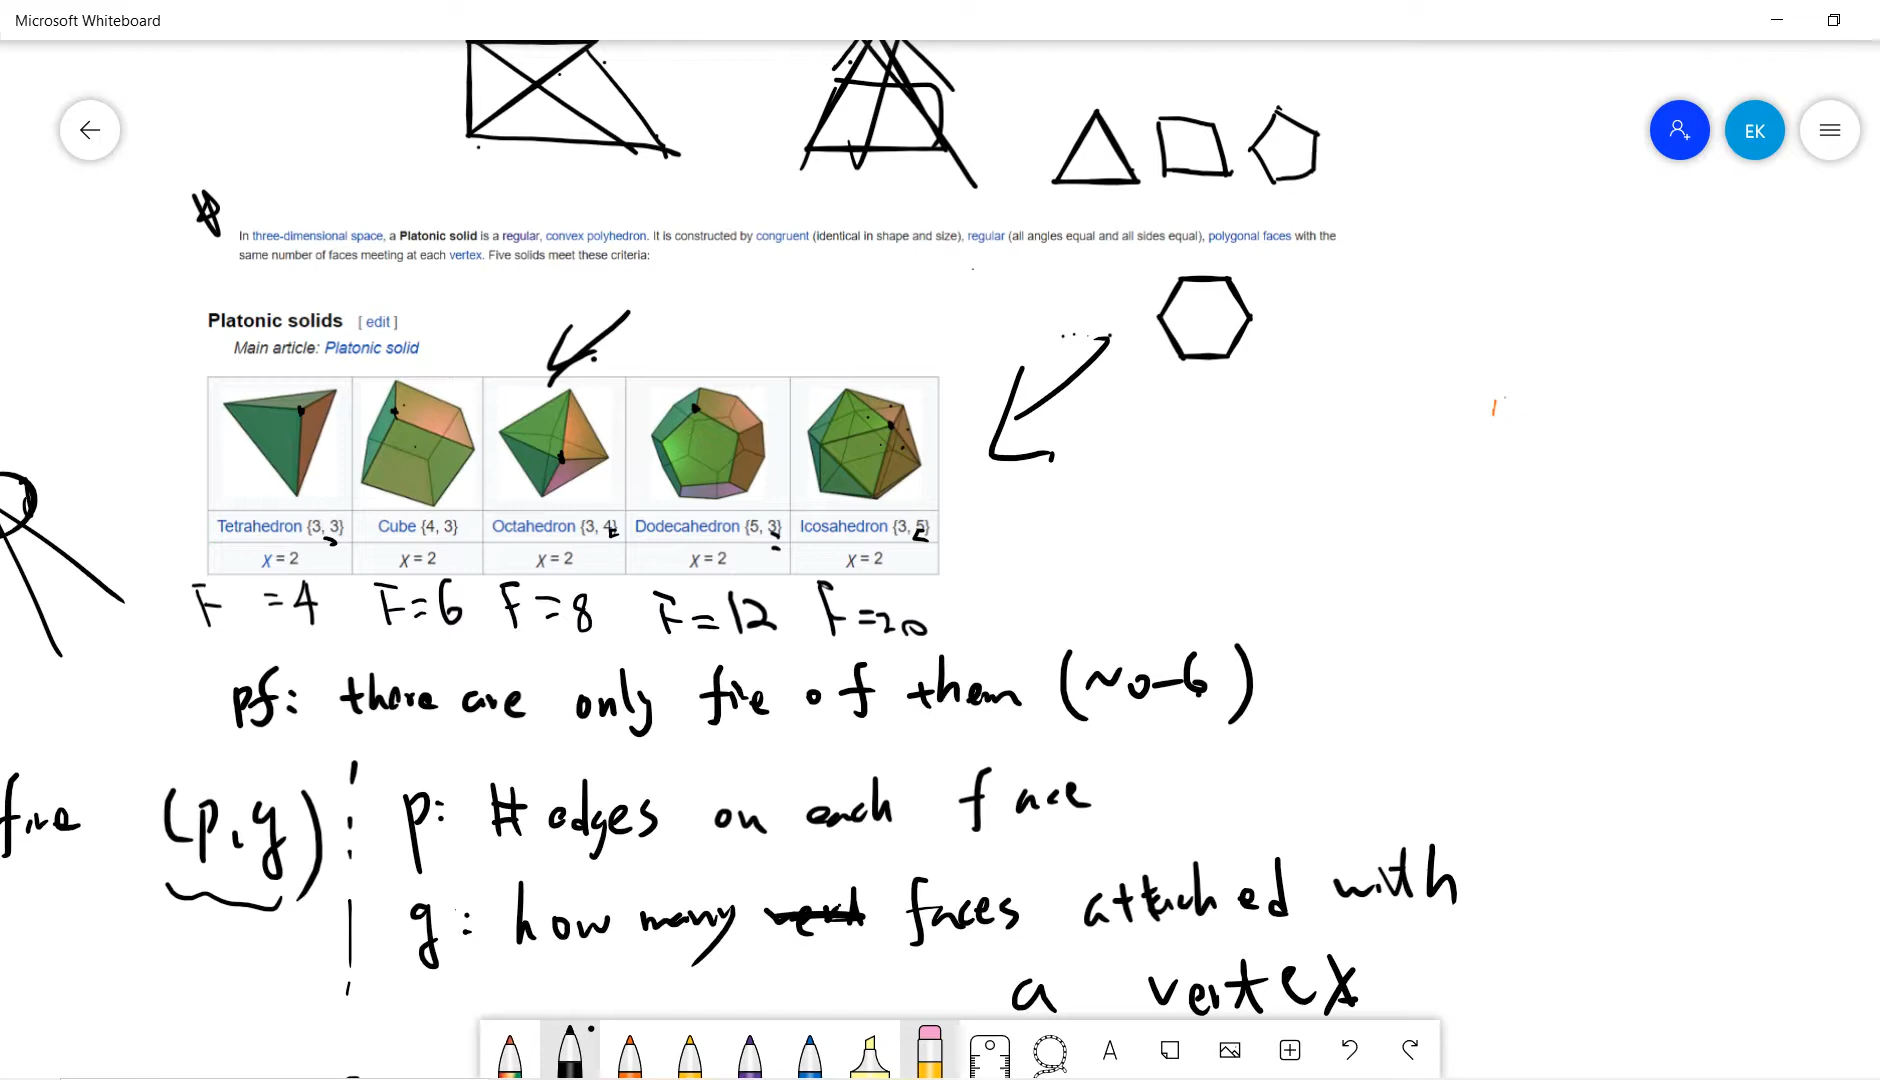 Microsoft Whiteboard
EK
In three-dimensional space, a Platonic solid is a regular, convex polyhedron. It is constructed by congruent (identical in shape and size), regular (all angles equal and all sides equal), polygonal faces with the
same number of faces meeting at each vertex. Five solids meet these criteria:
Platonic solids [ edit ]
Main article: Platonic solid
Tetrahedron {3, 3} Cube {4, 3} Octahedron {3, 4} Dodecahedron {5, 3} Icosahedron {3, 5}
χ = 2 χ = 2 χ = 2 χ = 2 χ = 2
F = 4 F = 6 F = 8 F = 12 F = 20
pf: there are only five of them (No-6)
five (p, q) p: # edges on each face
q: how many faces attached with
a vertex
A